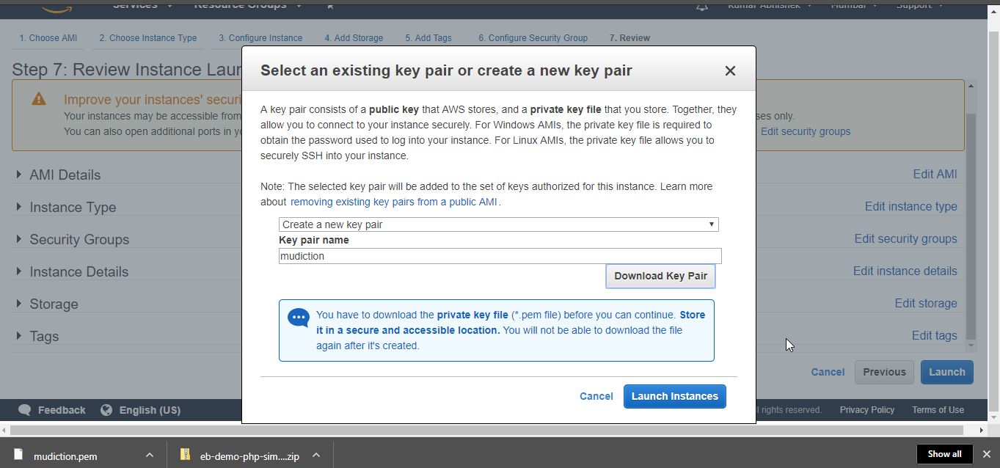 Services Resource Groups Kumar Abhishek Mumbai Support
1. Choose AMI 2. Choose Instance Type 3. Configure Instance 4. Add Storage 5. Add Tags 6. Configure Security Group 7. Review
Step 7: Review Instance Laun
Select an existing key pair or create a new key pair
Improve your instances' securi
Your instances may be accessible from
ses only.
You can also open additional ports in yo
Edit security groups
A key pair consists of a public key that AWS stores, and a private key file that you store. Together, they
allow you to connect to your instance securely. For Windows AMIs, the private key file is required to
obtain the password used to log into your instance. For Linux AMIs, the private key file allows you to
securely SSH into your instance.
Note: The selected key pair will be added to the set of keys authorized for this instance. Learn more
about removing existing key pairs from a public AMI.
Create a new key pair
Key pair name
mudiction
Download Key Pair
You have to download the private key file (*.pem file) before you can continue. Store
it in a secure and accessible location. You will not be able to download the file
again after it's created.
Cancel Launch Instances
AMI Details Edit AMI
Instance Type Edit instance type
Security Groups Edit security groups
Instance Details Edit instance details
Storage Edit storage
Tags Edit tags
Cancel Previous Launch
Feedback English (US) ll rights reserved. Privacy Policy Terms of Use
mudiction.pem eb-demo-php-sim....zip Show all